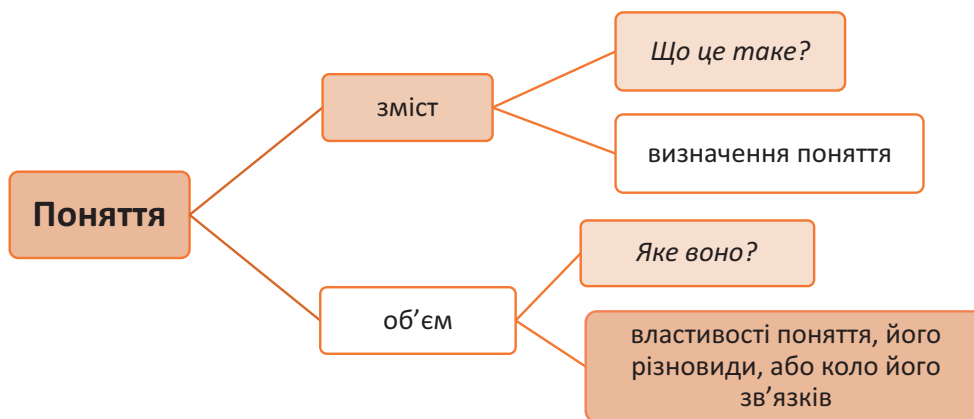 Поняття
зміст
Що це таке?
визначення поняття
об’єм
Яке воно?
властивості поняття, його
різновиди, або коло його
зв’язків